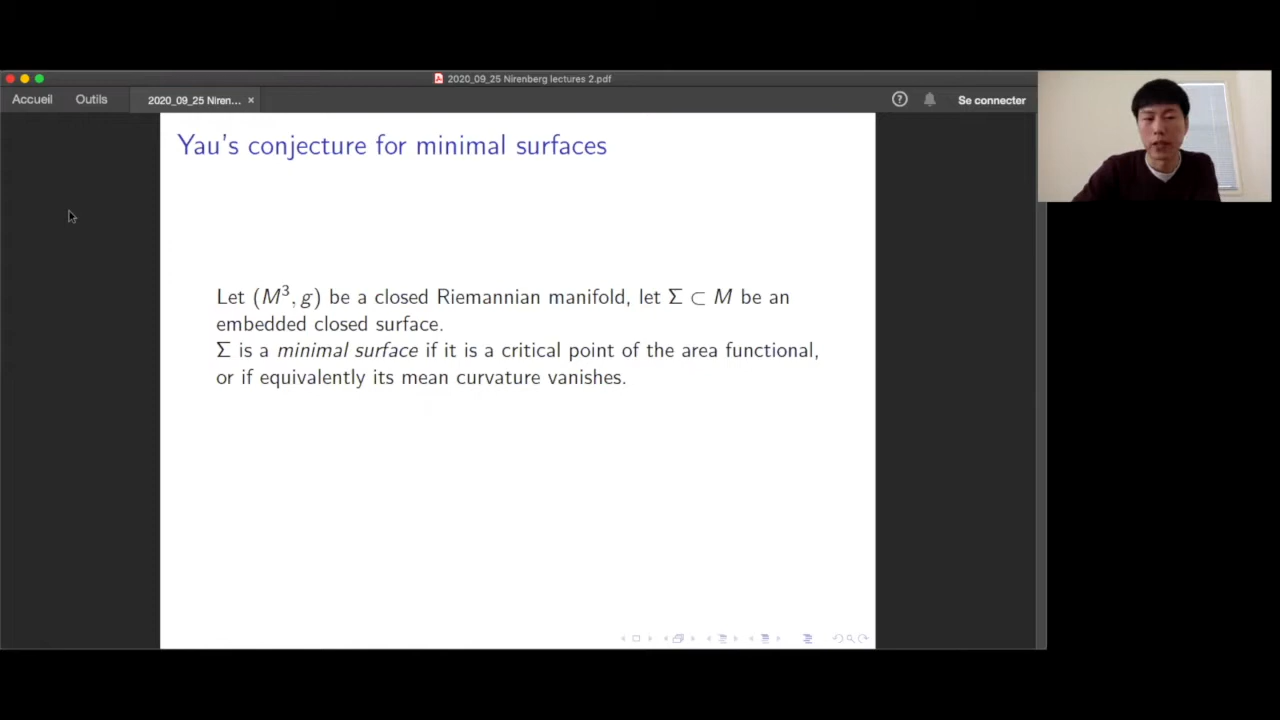 2020_09_25 Nirenberg lectures 2.pdf
Accueil Outils 2020_09_25 Niren... × ? Se connecter
Yau's conjecture for minimal surfaces
Let (M³, g) be a closed Riemannian manifold, let Σ ⊂ M be an
embedded closed surface.
Σ is a minimal surface if it is a critical point of the area functional,
or if equivalently its mean curvature vanishes.